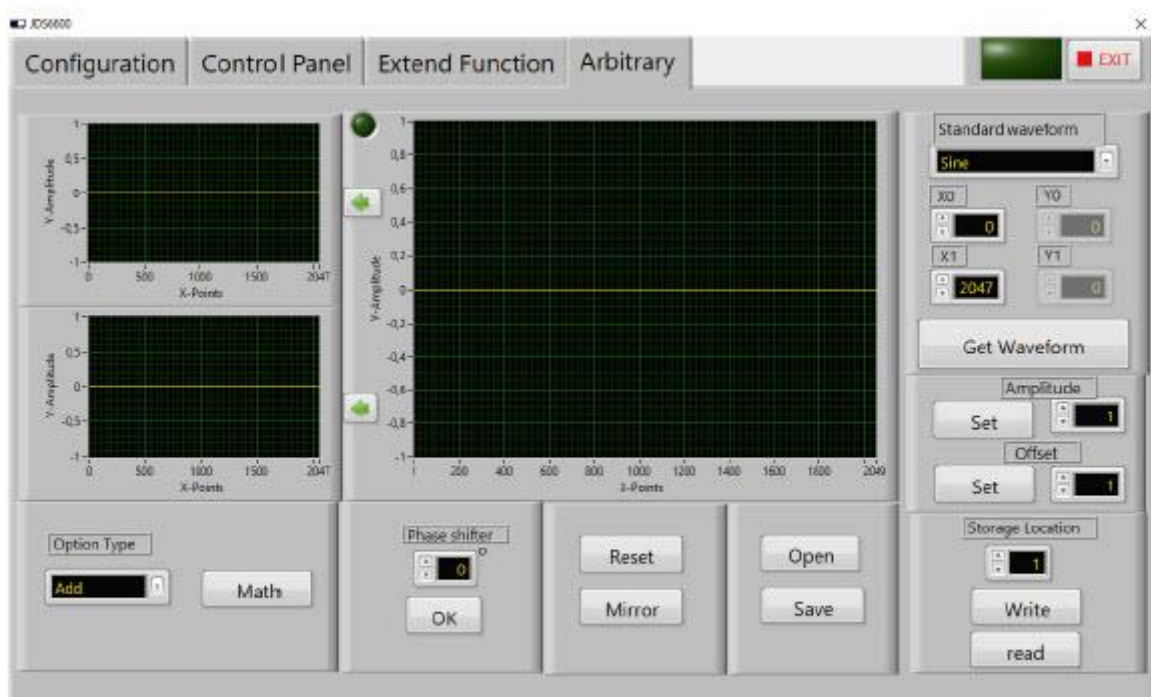 JDS6600
Configuration
Control Panel
Extend Function
Arbitrary
EXIT
1
0,5
0
-0,5
-1
Y-Amplitude
0 500 1000 1500 2047
X-Points
1
0,5
0
-0,5
-1
Y-Amplitude
0 500 1000 1500 2047
X-Points
1
0,8
0,6
0,4
0,2
0
-0,2
-0,4
-0,6
-0,8
-1
Y-Amplitude
1 200 400 600 800 1000 1200 1400 1600 1800 2049
X-Points
Standard waveform
Sine
X0 Y0
0 0
X1 Y1
2047 0
Get Waveform
Amplitude
Set 1
Offset
Set 1
Option Type
Add
Math
Phase shifter
0 o
OK
Reset
Mirror
Open
Save
Storage Location
1
Write
read